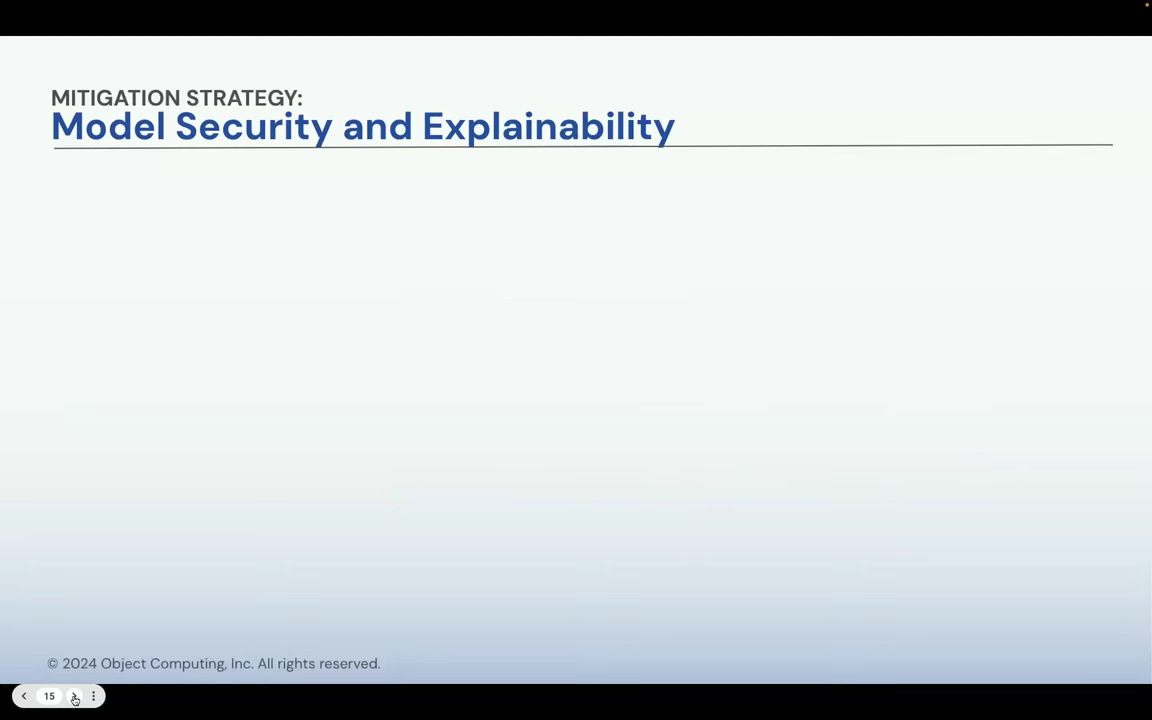 MITIGATION STRATEGY:
Model Security and Explainability
© 2024 Object Computing, Inc. All rights reserved.
15